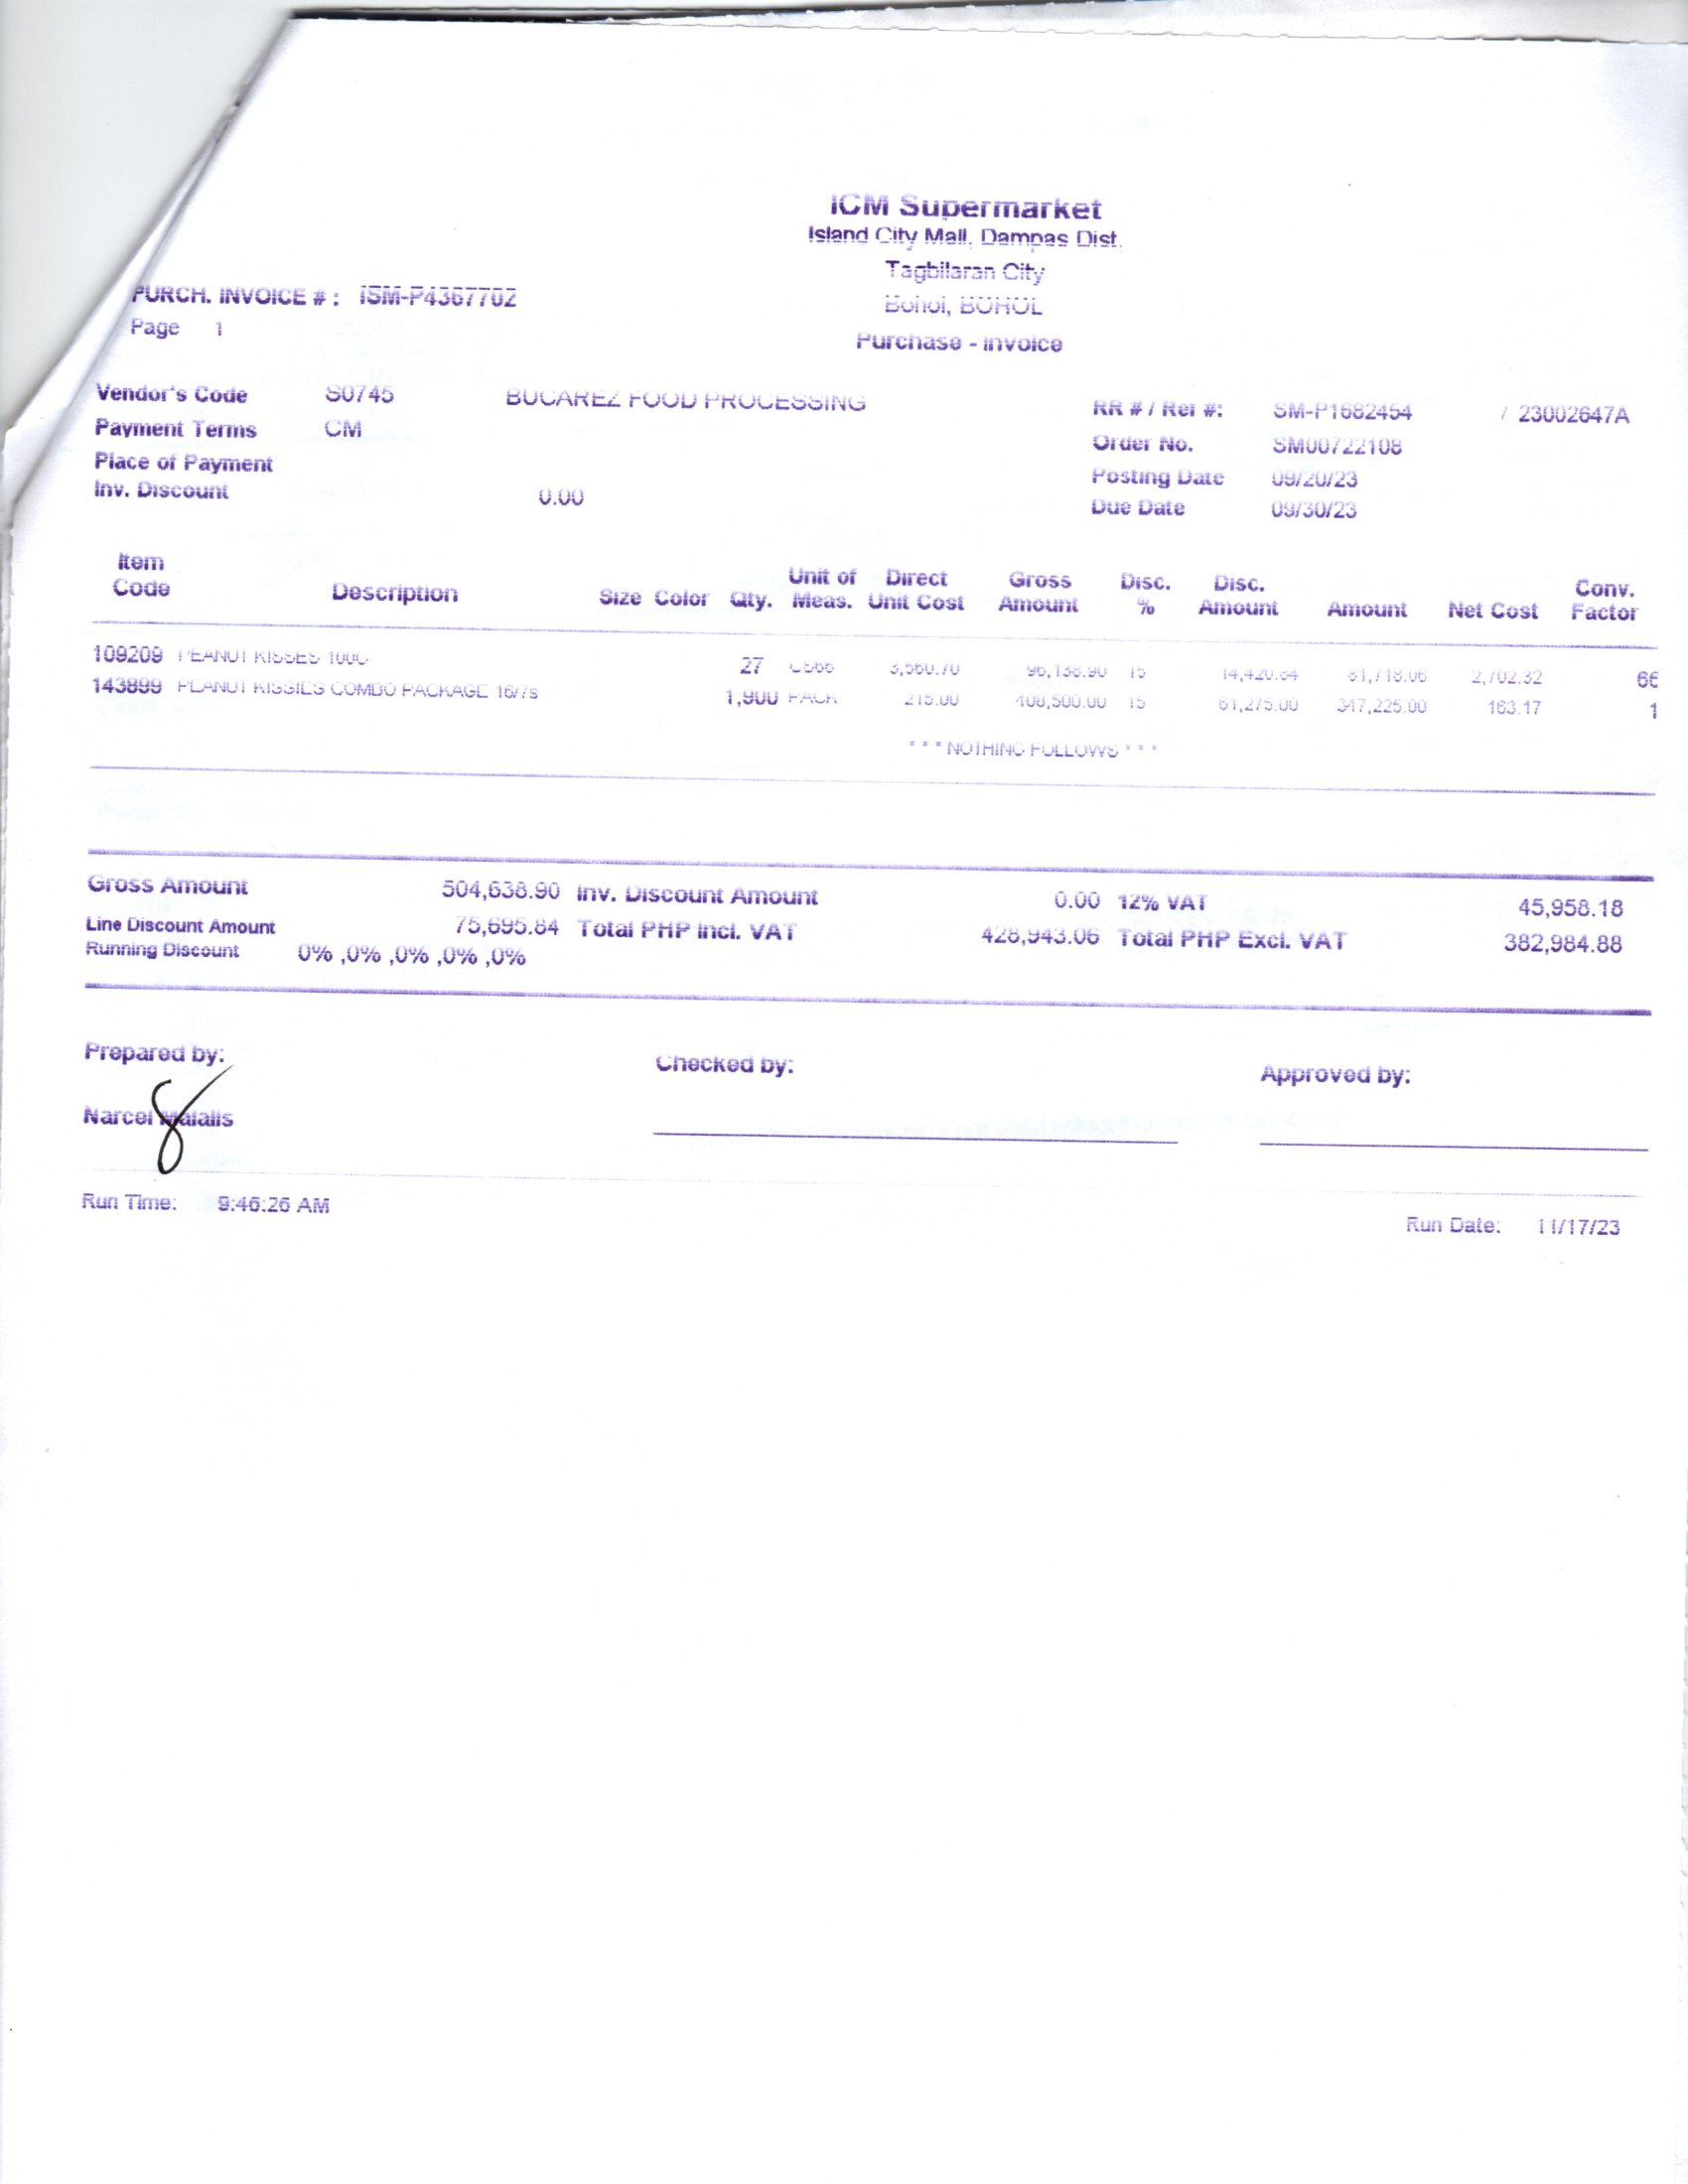 ICM Supermarket
Island City Mall, Dampas Dist.
Tagbilaran City
Bohol, BOHOL
Purchase - Invoice
PURCH. INVOICE # : ISM-P4367702
Page 1
Vendor's Code S0745 BUCAREZ FOOD PROCESSING RR # / Ref #: SM-P1682454 / 23002647A
Payment Terms CM Order No. SM00722108
Place of Payment Posting Date 09/20/23
Inv. Discount 0.00 Due Date 09/30/23
Item Code Description Size Color Qty. Unit of Meas. Direct Unit Cost Gross Amount Disc. % Disc. Amount Amount Net Cost Conv. Factor
109209 PEANUT KISSES 100G 27 CS66 3,560.70 96,138.90 15 14,420.84 81,718.06 2,702.32 66
143899 PEANUT KISSIES COMBO PACKAGE 16/7s 1,900 PACK 215.00 408,500.00 15 61,275.00 347,225.00 163.17 1
* * * NOTHING FOLLOWS * * *
Gross Amount 504,638.90 Inv. Discount Amount 0.00 12% VAT 45,958.18
Line Discount Amount 75,695.84 Total PHP Incl. VAT 428,943.06 Total PHP Excl. VAT 382,984.88
Running Discount 0% ,0% ,0% ,0% ,0%
Prepared by: Checked by: Approved by:
Narcel
Run Time: 9:46:26 AM Run Date: 11/17/23